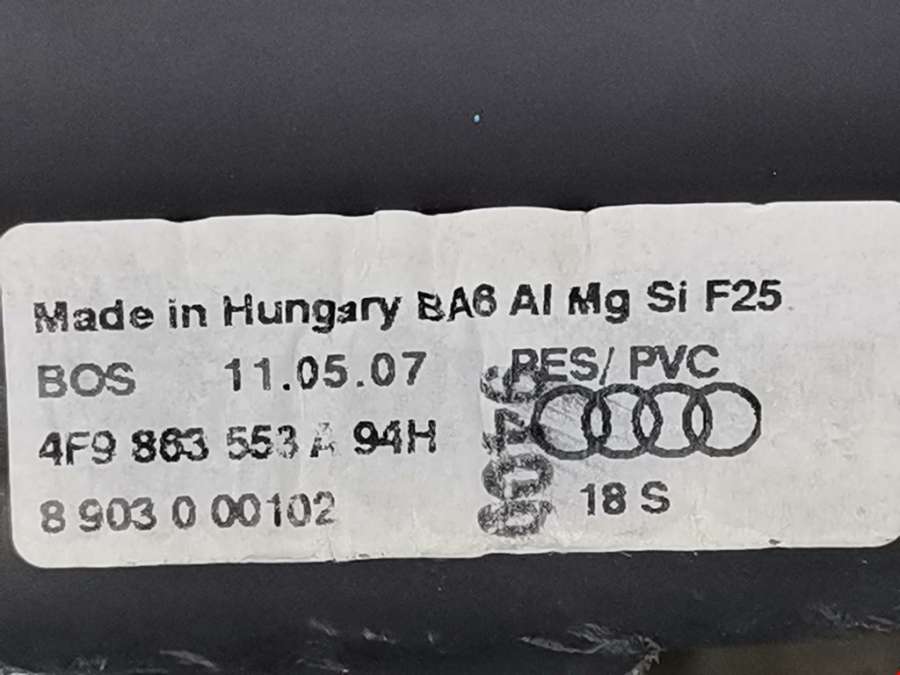 Made in Hungary BA6 Al Mg Si F25
BOS 11.05.07 PES/ PVC
4F9 863 553 A 94H
8 903 0 00102 18 S